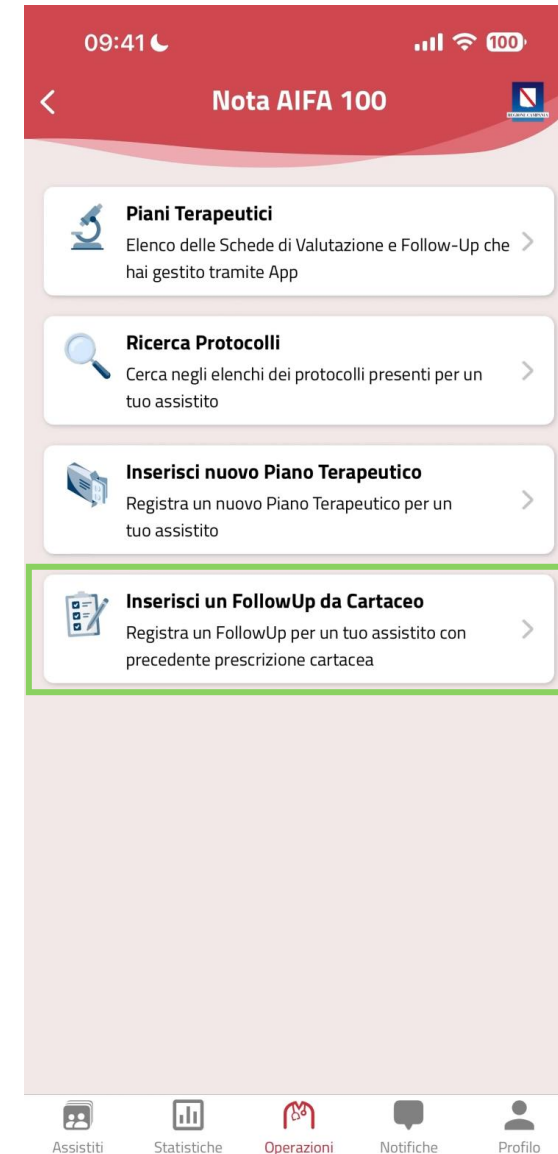 09:41
100
Nota AIFA 100
REGIONE CAMPANIA
Piani Terapeutici
Elenco delle Schede di Valutazione e Follow-Up che
hai gestito tramite App
Ricerca Protocolli
Cerca negli elenchi dei protocolli presenti per un
tuo assistito
Inserisci nuovo Piano Terapeutico
Registra un nuovo Piano Terapeutico per un
tuo assistito
Inserisci un FollowUp da Cartaceo
Registra un FollowUp per un tuo assistito con
precedente prescrizione cartacea
Assistiti Statistiche Operazioni Notifiche Profilo